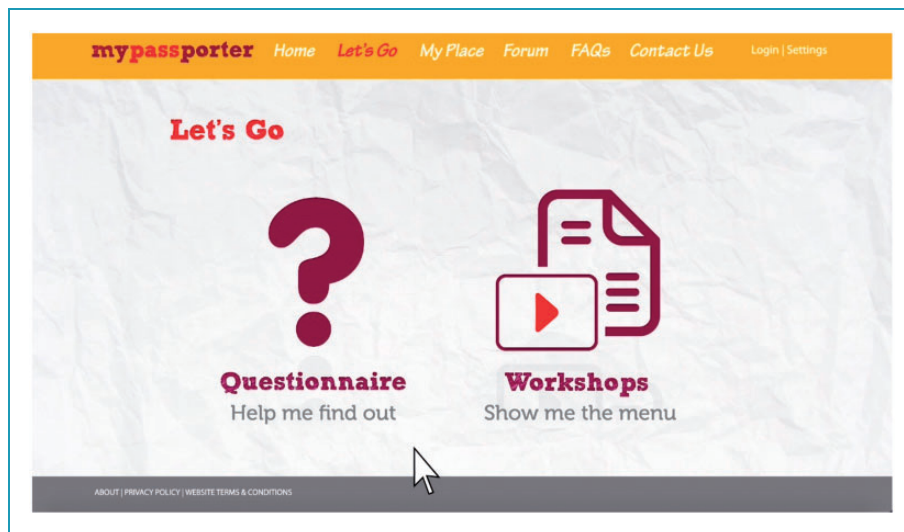 mypassporter Home Let's Go My Place Forum FAQs Contact Us Login | Settings
Let's Go
Questionnaire
Help me find out
Workshops
Show me the menu
ABOUT | PRIVACY POLICY | WEBSITE TERMS & CONDITIONS